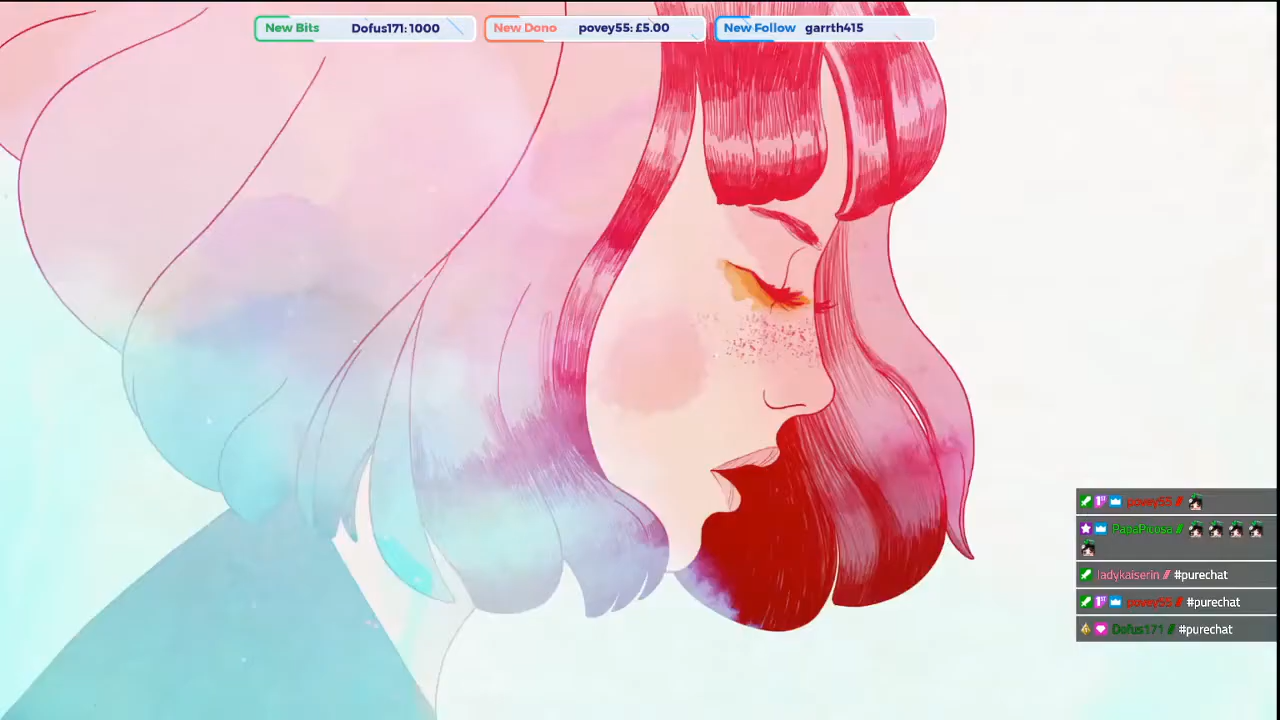 New Bits Dofus171: 1000
New Dono povey55: £5.00
New Follow garrth415
povey55 //
PapaPicosa //
ladykaiserin // #purechat
povey55 // #purechat
Dofus171 // #purechat